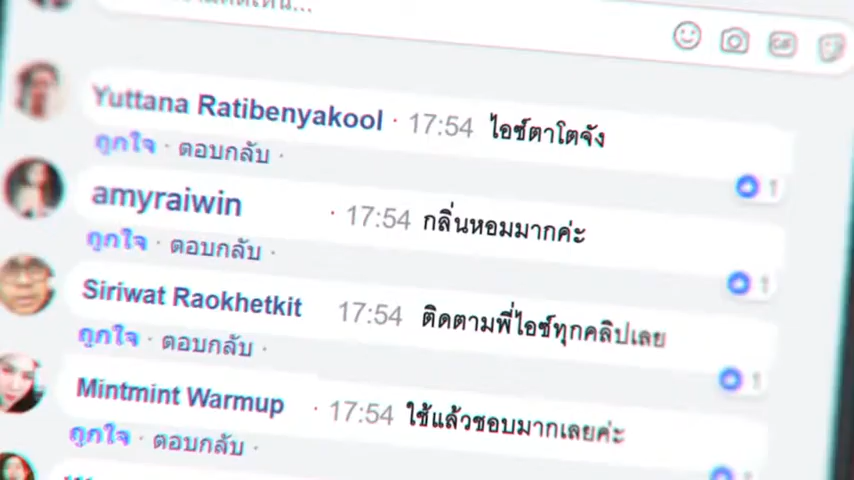 Yuttana Ratibenyakool · 17:54 ไอซ์ตาโตจัง
ถูกใจ · ตอบกลับ ·
1
amyraiwin · 17:54 กลิ่นหอมมากค่ะ
ถูกใจ · ตอบกลับ ·
1
Siriwat Raokhetkit 17:54 ติดตามพี่ไอซ์ทุกคลิปเลย
ถูกใจ · ตอบกลับ ·
1
Mintmint Warmup · 17:54 ใช้แล้วชอบมากเลยค่ะ
ถูกใจ · ตอบกลับ ·